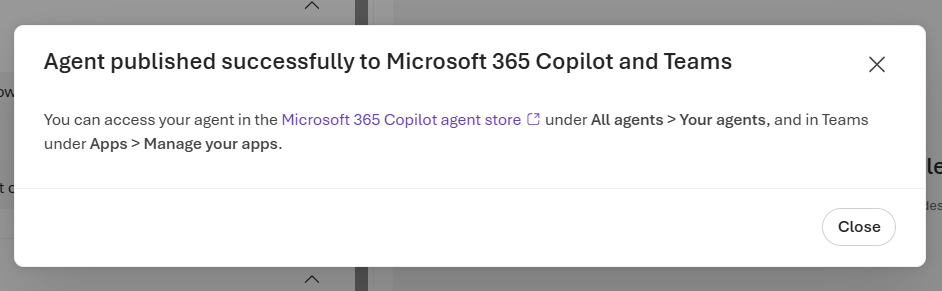 Agent published successfully to Microsoft 365 Copilot and Teams
You can access your agent in the Microsoft 365 Copilot agent store under All agents > Your agents, and in Teams
under Apps > Manage your apps.
Close